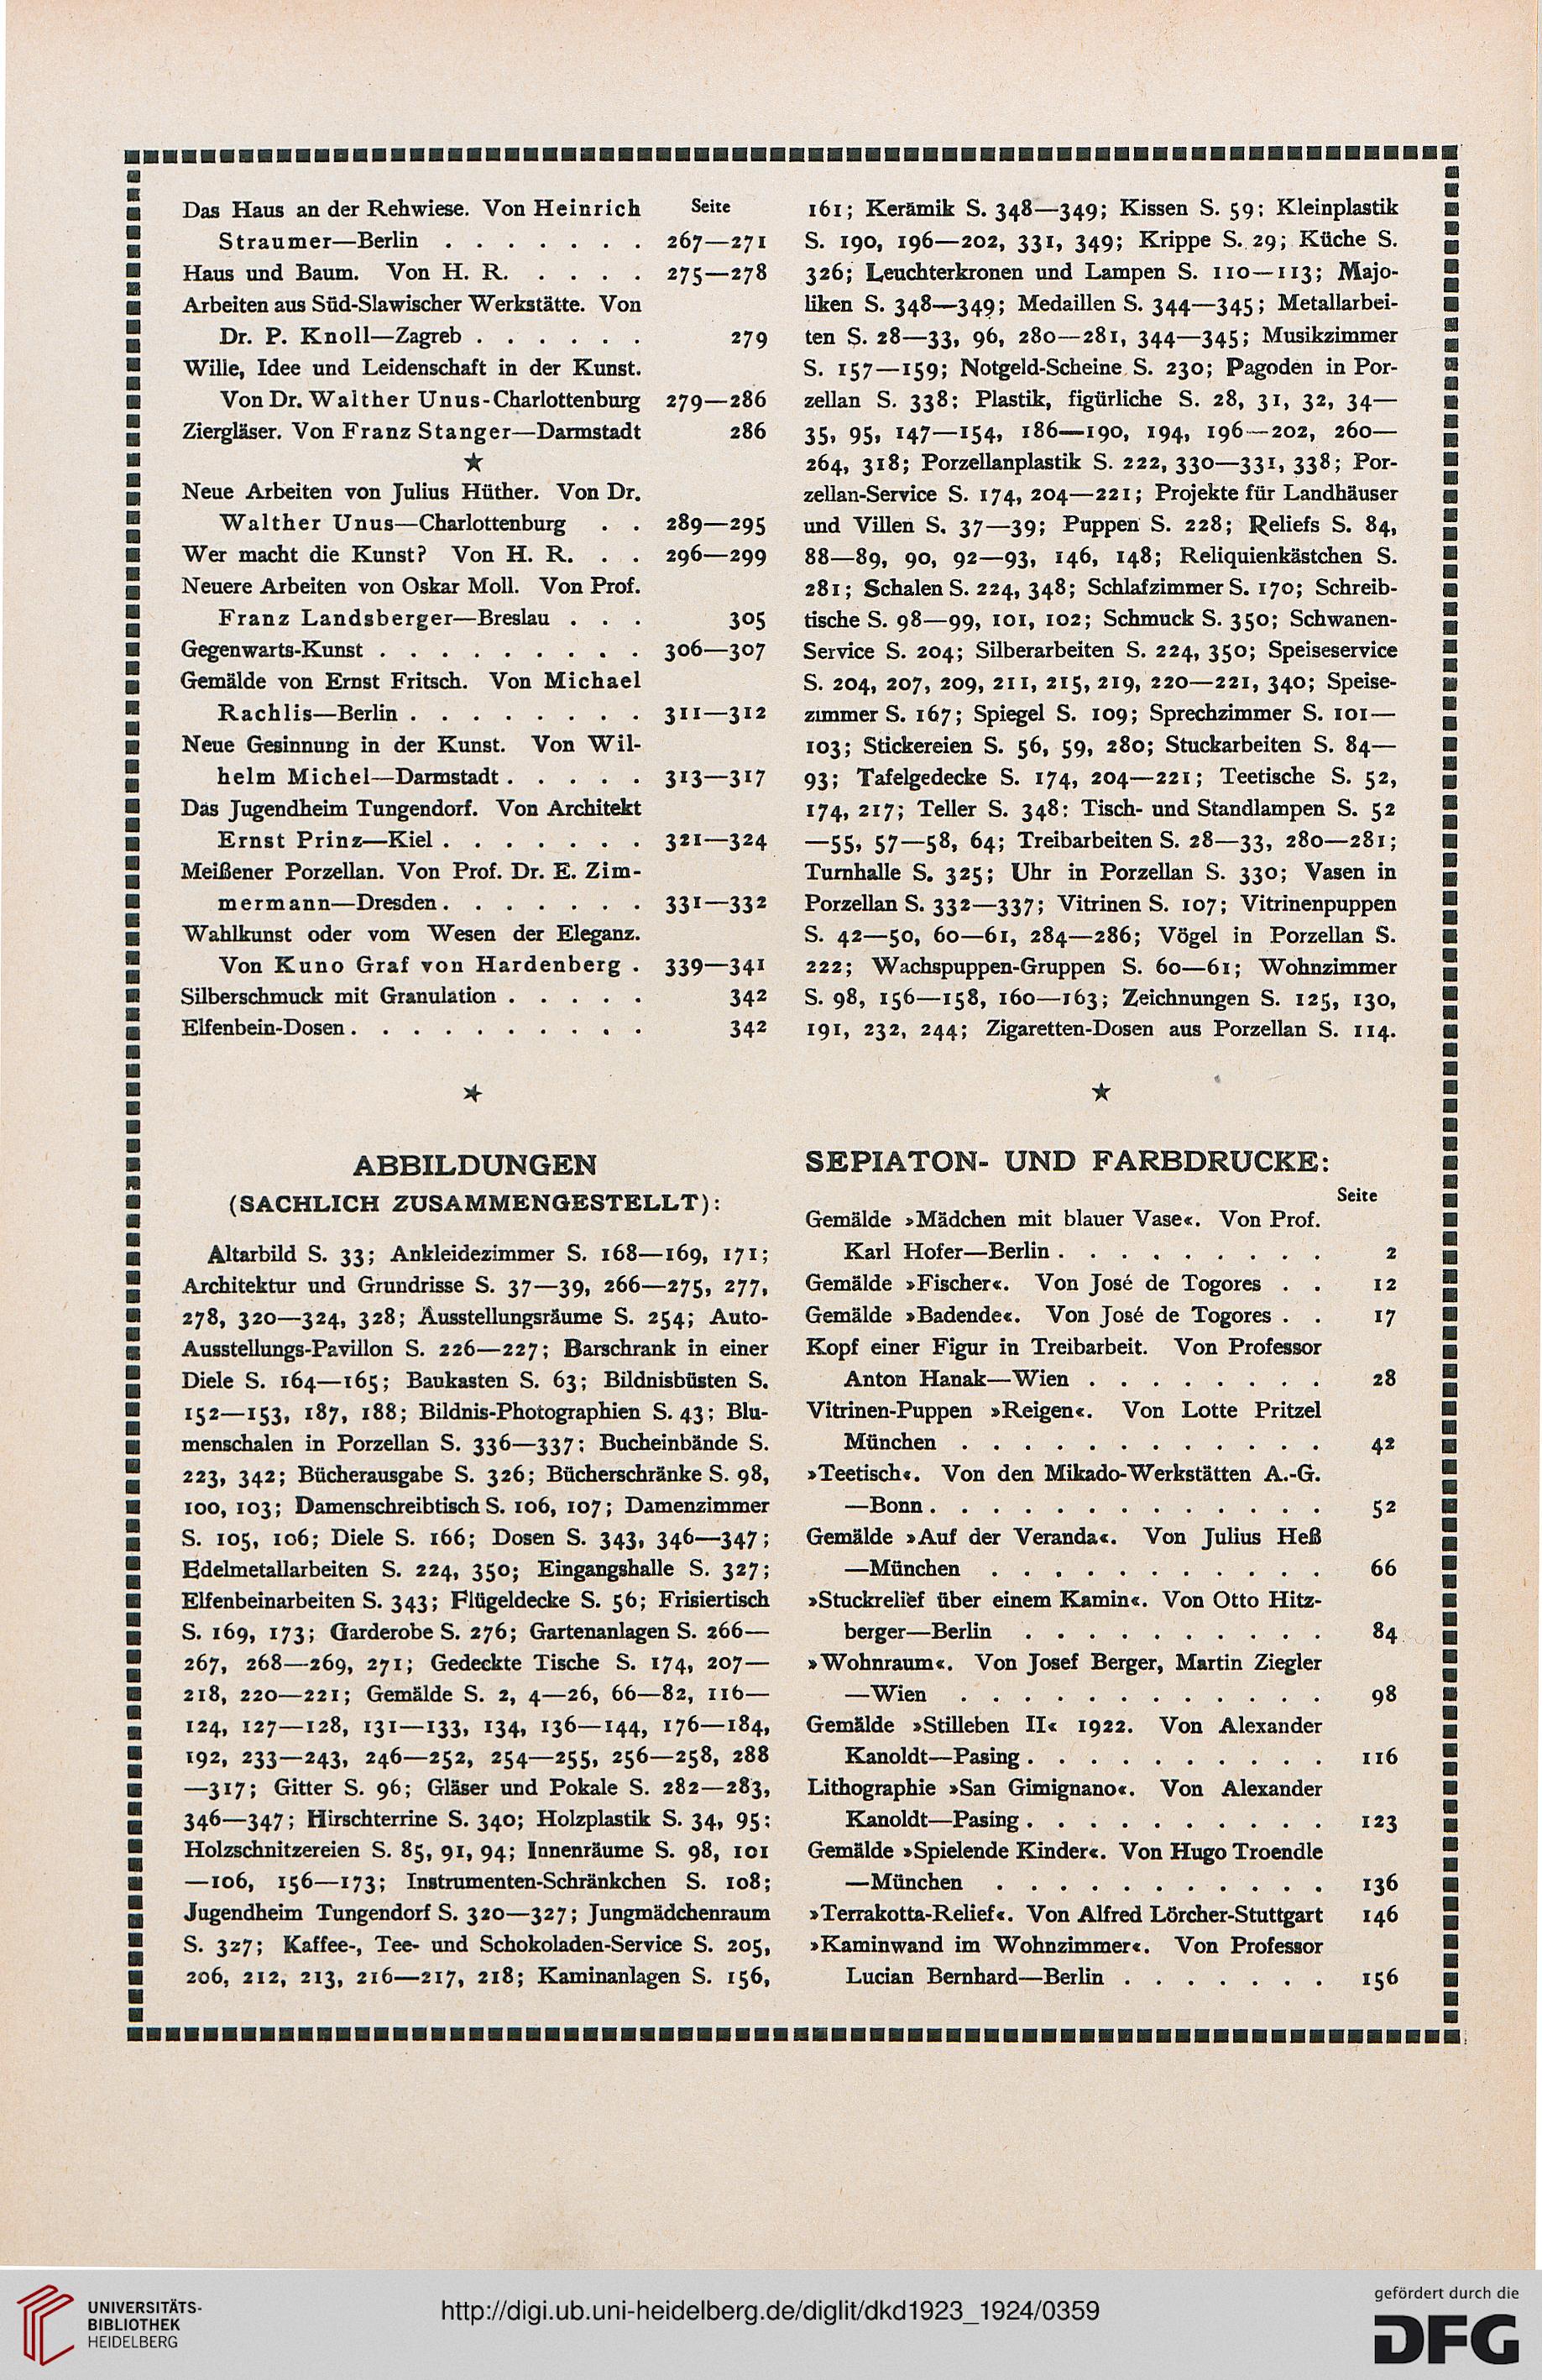 Das Haus an der Rehwiese. Von Heinrich Seite
Straumer—Berlin . . . . . . . 267—271
Haus und Baum. Von H. R. . . . . 275—278
Arbeiten aus Süd-Slawischer Werkstätte. Von
Dr. P. Knoll—Zagreb . . . . . . 279
Wille, Idee und Leidenschaft in der Kunst.
Von Dr. Walther Unus-Charlottenburg 279—286
Ziergläser. Von Franz Stanger—Darmstadt 286
★
Neue Arbeiten von Julius Hüther. Von Dr.
Walther Unus—Charlottenburg . . 289—295
Wer macht die Kunst? Von H. R. . . 296—299
Neuere Arbeiten von Oskar Moll. Von Prof.
Franz Landsberger—Breslau . . . 305
Gegenwarts-Kunst . . . . . . . . . 306—307
Gemälde von Ernst Fritsch. Von Michael
Rachlis—Berlin . . . . . . . . 311—312
Neue Gesinnung in der Kunst. Von Wil-
helm Michel—Darmstadt . . . . . 313—317
Das Jugendheim Tungendorf. Von Architekt
Ernst Prinz—Kiel . . . . . . . 321—324
Meißener Porzellan. Von Prof. Dr. E. Zim-
mermann—Dresden . . . . . . . 331—332
Wahlkunst oder vom Wesen der Eleganz.
Von Kuno Graf von Hardenberg . 339—341
Silberschmuck mit Granulation . . . . . 342
Elfenbein-Dosen . . . . . . . . . . 342
★
ABBILDUNGEN
(SACHLICH ZUSAMMENGESTELLT):
Altarbild S. 33; Ankleidezimmer S. 168—169, 171;
Architektur und Grundrisse S. 37—39, 266—275, 277,
278, 320—324, 328; Ausstellungsräume S. 254; Auto-
Ausstellungs-Pavillon S. 226—227; Barschrank in einer
Diele S. 164—165; Baukasten S. 63; Bildnisbüsten S.
152—153, 187, 188; Bildnis-Photographien S. 43; Blu-
menschalen in Porzellan S. 336—337; Bucheinbände S.
223, 342; Bücherausgabe S. 326; Bücherschränke S. 98,
100, 103; Damenschreibtisch S. 106, 107; Damenzimmer
S. 105, 106; Diele S. 166; Dosen S. 343, 346—347;
Edelmetallarbeiten S. 224, 350; Eingangshalle S. 327;
Elfenbeinarbeiten S. 343; Flügeldecke S. 56; Frisiertisch
S. 169, 173; Garderobe S. 276; Gartenanlagen S. 266—
267, 268—269, 271; Gedeckte Tische S. 174, 207—
218, 220—221; Gemälde S. 2, 4—26, 66—82, 116—
124, 127—128, 131—133, 134, 136—144, 176—184,
192, 233—243, 246—252, 254—255, 256—258, 288
—317; Gitter S. 96; Gläser und Pokale S. 282—283,
346—347; Hirschterrine S. 340; Holzplastik S. 34, 95;
Holzschnitzereien S. 85, 91, 94; Innenräume S. 98, 101
—106, 156—173; Instrumenten-Schränkchen S. 108;
Jugendheim Tungendorf S. 320—327; Jungmädchenraum
S. 327; Kaffee-, Tee- und Schokoladen-Service S. 205,
206, 212, 213, 216—217, 218; Kaminanlagen S. 156,
161; Kerämik S. 348—349; Kissen S. 59; Kleinplastik
S. 190, 196—202, 331, 349; Krippe S. 29; Küche S.
326; Leuchterkronen und Lampen S. 110—113; Majo-
liken S. 348—349; Medaillen S. 344—345; Metallarbei-
ten S. 28—33, 96, 280—281, 344—345; Musikzimmer
S. 157—159; Notgeld-Scheine S. 230; Pagoden in Por-
zellan S. 338; Plastik, figürliche S. 28, 31, 32, 34—
35, 95, 147—154, 186—190, 194, 196—202, 260—
264, 318; Porzellanplastik S. 222, 330—331, 338; Por-
zellan-Service S. 174, 204—221; Projekte für Landhäuser
und Villen S. 37—39; Puppen S. 228; Reliefs S. 84,
88—89, 90, 92—93, 146, 148; Reliquienkästchen S.
281; Schalen S. 224, 348; Schlafzimmer S. 170; Schreib-
tische S. 98—99, 101, 102; Schmuck S. 350; Schwanen-
Service S. 204; Silberarbeiten S. 224, 350; Speiseservice
S. 204, 207, 209, 211, 215, 219, 220—221, 340; Speise-
zimmer S. 167; Spiegel S. 109; Sprechzimmer S. 101—
103; Stickereien S. 56, 59, 280; Stuckarbeiten S. 84—
93; Tafelgedecke S. 174, 204—221; Teetische S. 52,
174, 217; Teller S. 348; Tisch- und Standlampen S. 52
—55, 57—58, 64; Treibarbeiten S. 28—33, 280—281;
Turnhalle S. 325; Uhr in Porzellan S. 330; Vasen in
Porzellan S. 332—337; Vitrinen S. 107; Vitrinenpuppen
S. 42—50, 60—61, 284—286; Vögel in Porzellan S.
222; Wachspuppen-Gruppen S. 60—61; Wohnzimmer
S. 98, 156—158, 160—163; Zeichnungen S. 125, 130,
191, 232, 244; Zigaretten-Dosen aus Porzellan S. 114.
★
SEPIATON- UND FARBDRUCKE:
Seite
Gemälde »Mädchen mit blauer Vase«. Von Prof.
Karl Hofer—Berlin . . . . . . . . . 2
Gemälde »Fischer«. Von José de Togores . . 12
Gemälde »Badende«. Von José de Togores . . 17
Kopf einer Figur in Treibarbeit. Von Professor
Anton Hanak—Wien . . . . . . . . 28
Vitrinen-Puppen »Reigen«. Von Lotte Pritzel
München . . . . . . . . . . . . 42
»Teetisch«. Von den Mikado-Werkstätten A.-G.
—Bonn . . . . . . . . . . . . . 52
Gemälde »Auf der Veranda«. Von Julius Heß
—München . . . . . . . . . . . 66
»Stuckrelief über einem Kamin«. Von Otto Hitz-
berger—Berlin . . . . . . . . . . 84
»Wohnraum«. Von Josef Berger, Martin Ziegler
—Wien . . . . . . . . . . . . 98
Gemälde »Stilleben II« 1922. Von Alexander
Kanoldt—Pasing . . . . . . . . . . 116
Lithographie »San Gimignano«. Von Alexander
Kanoldt—Pasing . . . . . . . . . . 123
Gemälde »Spielende Kinder«. Von Hugo Troendle
—München . . . . . . . . . . . 136
»Terrakotta-Relief«. Von Alfred Lörcher-Stuttgart 146
»Kaminwand im Wohnzimmer«. Von Professor
Lucian Bernhard—Berlin . . . . . . . 156
UNIVERSITÄTS-
BIBLIOTHEK
HEIDELBERG
http://digi.ub.uni-heidelberg.de/diglit/dkd1923_1924/0359
gefördert durch die
DFG